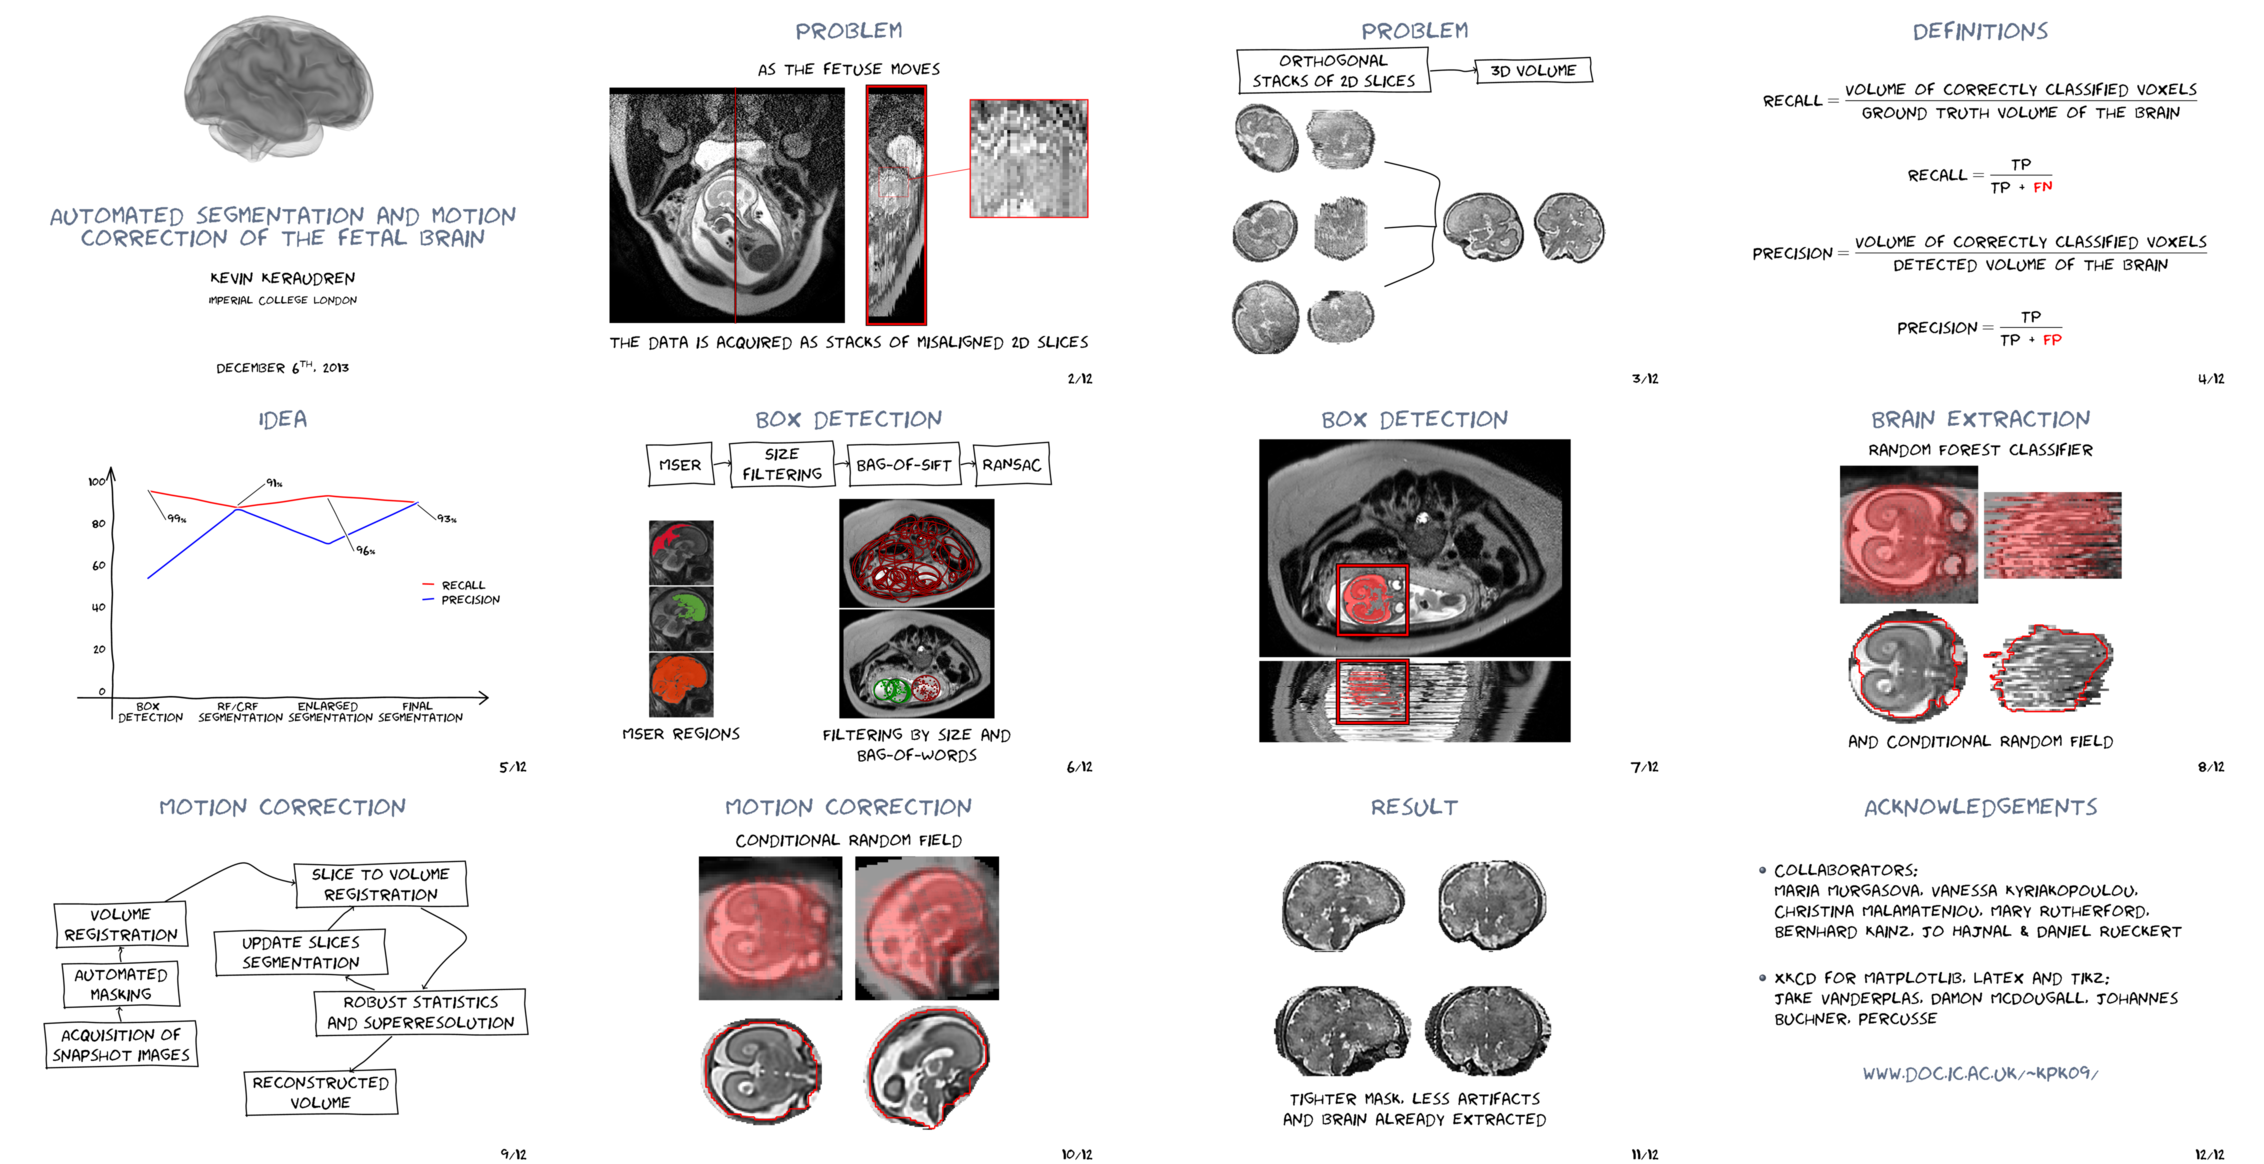 AUTOMATED SEGMENTATION AND MOTION
CORRECTION OF THE FETAL BRAIN
KEVIN KERAUDREN
IMPERIAL COLLEGE LONDON
DECEMBER 6TH, 2013
PROBLEM
AS THE FETUSE MOVES
THE DATA IS ACQUIRED AS STACKS OF MISALIGNED 2D SLICES
2/12
PROBLEM
ORTHOGONAL
STACKS OF 2D SLICES
3D VOLUME
3/12
DEFINITIONS
RECALL = VOLUME OF CORRECTLY CLASSIFIED VOXELS
GROUND TRUTH VOLUME OF THE BRAIN
RECALL = TP
TP + FN
PRECISION = VOLUME OF CORRECTLY CLASSIFIED VOXELS
DETECTED VOLUME OF THE BRAIN
PRECISION = TP
TP + FP
4/12
IDEA
100
80
60
40
20
0
99%
91%
96%
93%
RECALL
PRECISION
BOX
DETECTION
RF/CRF
SEGMENTATION
ENLARGED
SEGMENTATION
FINAL
SEGMENTATION
5/12
BOX DETECTION
MSER
SIZE
FILTERING
BAG-OF-SIFT
RANSAC
MSER REGIONS
FILTERING BY SIZE AND
BAG-OF-WORDS
6/12
BOX DETECTION
7/12
BRAIN EXTRACTION
RANDOM FOREST CLASSIFIER
AND CONDITIONAL RANDOM FIELD
8/12
MOTION CORRECTION
SLICE TO VOLUME
REGISTRATION
VOLUME
REGISTRATION
UPDATE SLICES
SEGMENTATION
AUTOMATED
MASKING
ROBUST STATISTICS
AND SUPERRESOLUTION
ACQUISITION OF
SNAPSHOT IMAGES
RECONSTRUCTED
VOLUME
9/12
MOTION CORRECTION
CONDITIONAL RANDOM FIELD
10/12
RESULT
TIGHTER MASK, LESS ARTIFACTS
AND BRAIN ALREADY EXTRACTED
11/12
ACKNOWLEDGEMENTS
COLLABORATORS:
MARIA MURGASOVA, VANESSA KYRIAKOPOULOU,
CHRISTINA MALAMATENIOU, MARY RUTHERFORD,
BERNHARD KAINZ, JO HAJNAL & DANIEL RUECKERT
XKCD FOR MATPLOTLIB, LATEX AND TIKZ:
JAKE VANDERPLAS, DAMON MCDOUGALL, JOHANNES
BUCHNER, PERCUSSE
WWW.DOC.IC.AC.UK/~KPK09/
12/12